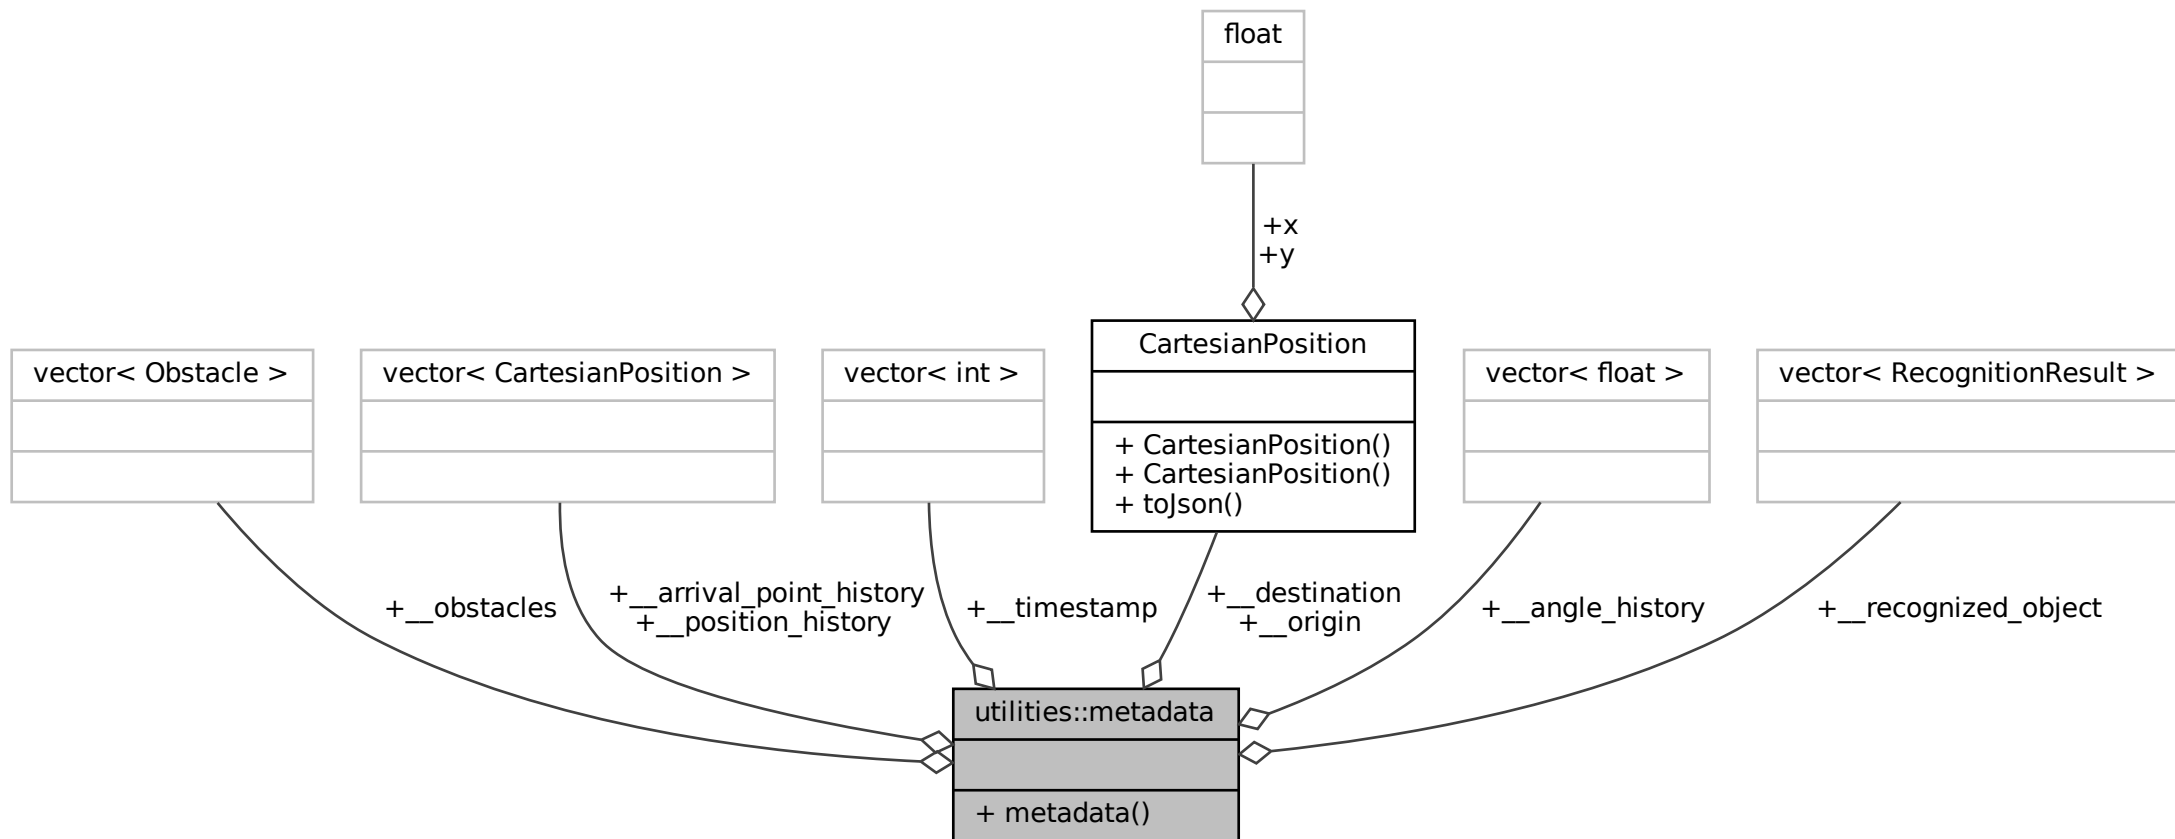 float
+x
+y
CartesianPosition
+ CartesianPosition()
+ CartesianPosition()
+ toJson()
vector< Obstacle >
vector< CartesianPosition >
vector< int >
vector< float >
vector< RecognitionResult >
+__obstacles
+__arrival_point_history
+__position_history
+__timestamp
+__destination
+__origin
+__angle_history
+__recognized_object
utilities::metadata
+ metadata()